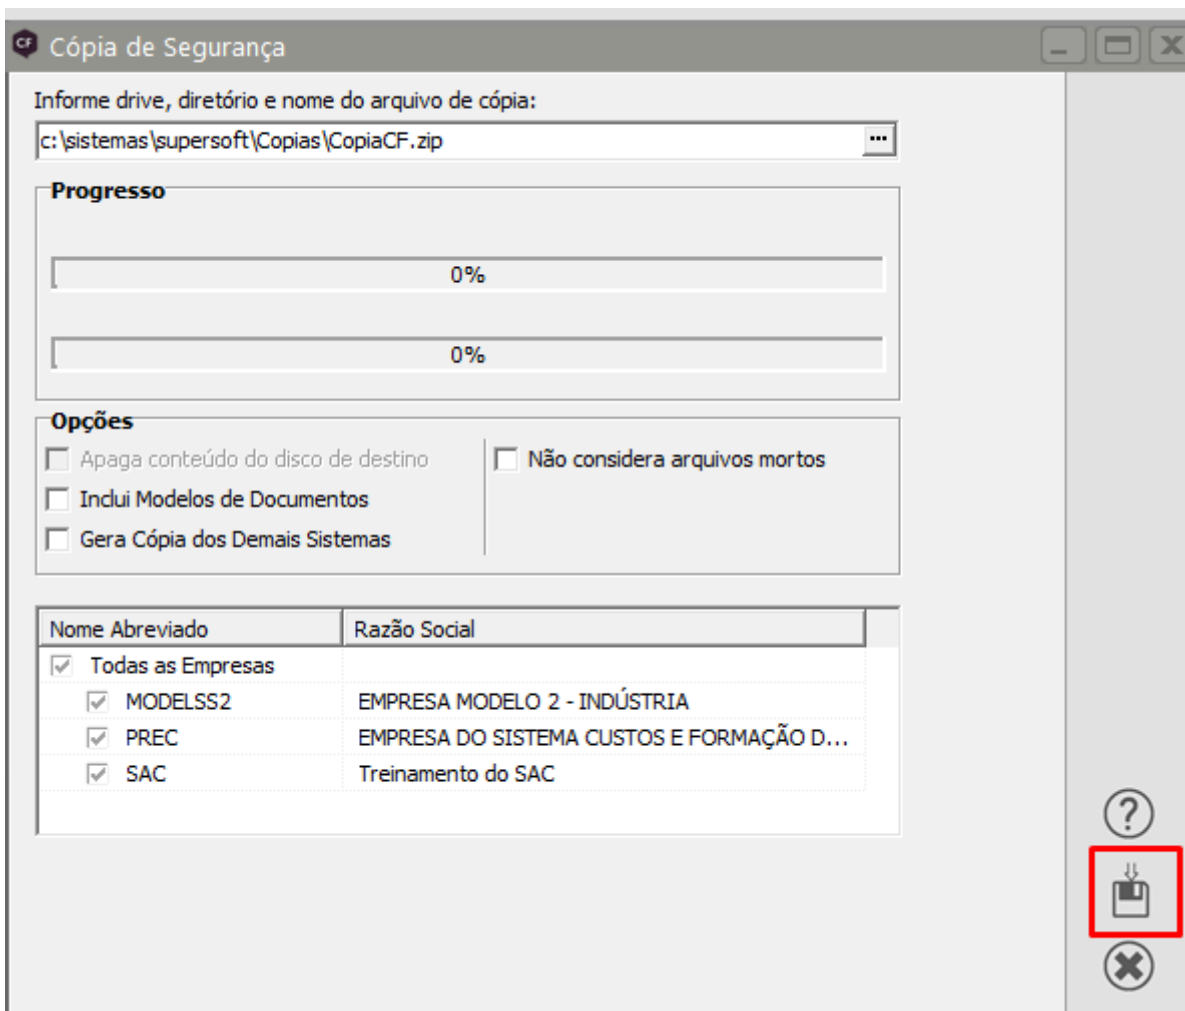 CF Cópia de Segurança
Informe drive, diretório e nome do arquivo de cópia:
c:\sistemas\supersoft\Copias\CopiaCF.zip ...
Progresso
0%
0%
Opções
Apaga conteúdo do disco de destino Não considera arquivos mortos
Inclui Modelos de Documentos
Gera Cópia dos Demais Sistemas
Nome Abreviado Razão Social
Todas as Empresas
MODELSS2 EMPRESA MODELO 2 - INDÚSTRIA
PREC EMPRESA DO SISTEMA CUSTOS E FORMAÇÃO D...
SAC Treinamento do SAC
?